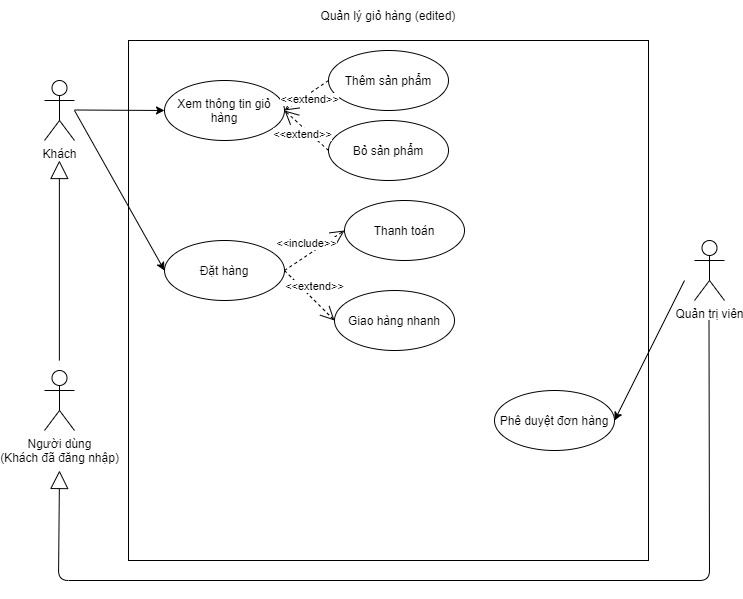 Quản lý giỏ hàng (edited)
Thêm sản phẩm
Xem thông tin giỏ
hàng
<<extend>>
<<extend>>
Bỏ sản phẩm
Khách
Thanh toán
<<include>>
Đặt hàng
<<extend>>
Giao hàng nhanh
Quản trị viên
Phê duyệt đơn hàng
Người dùng
(Khách đã đăng nhập)